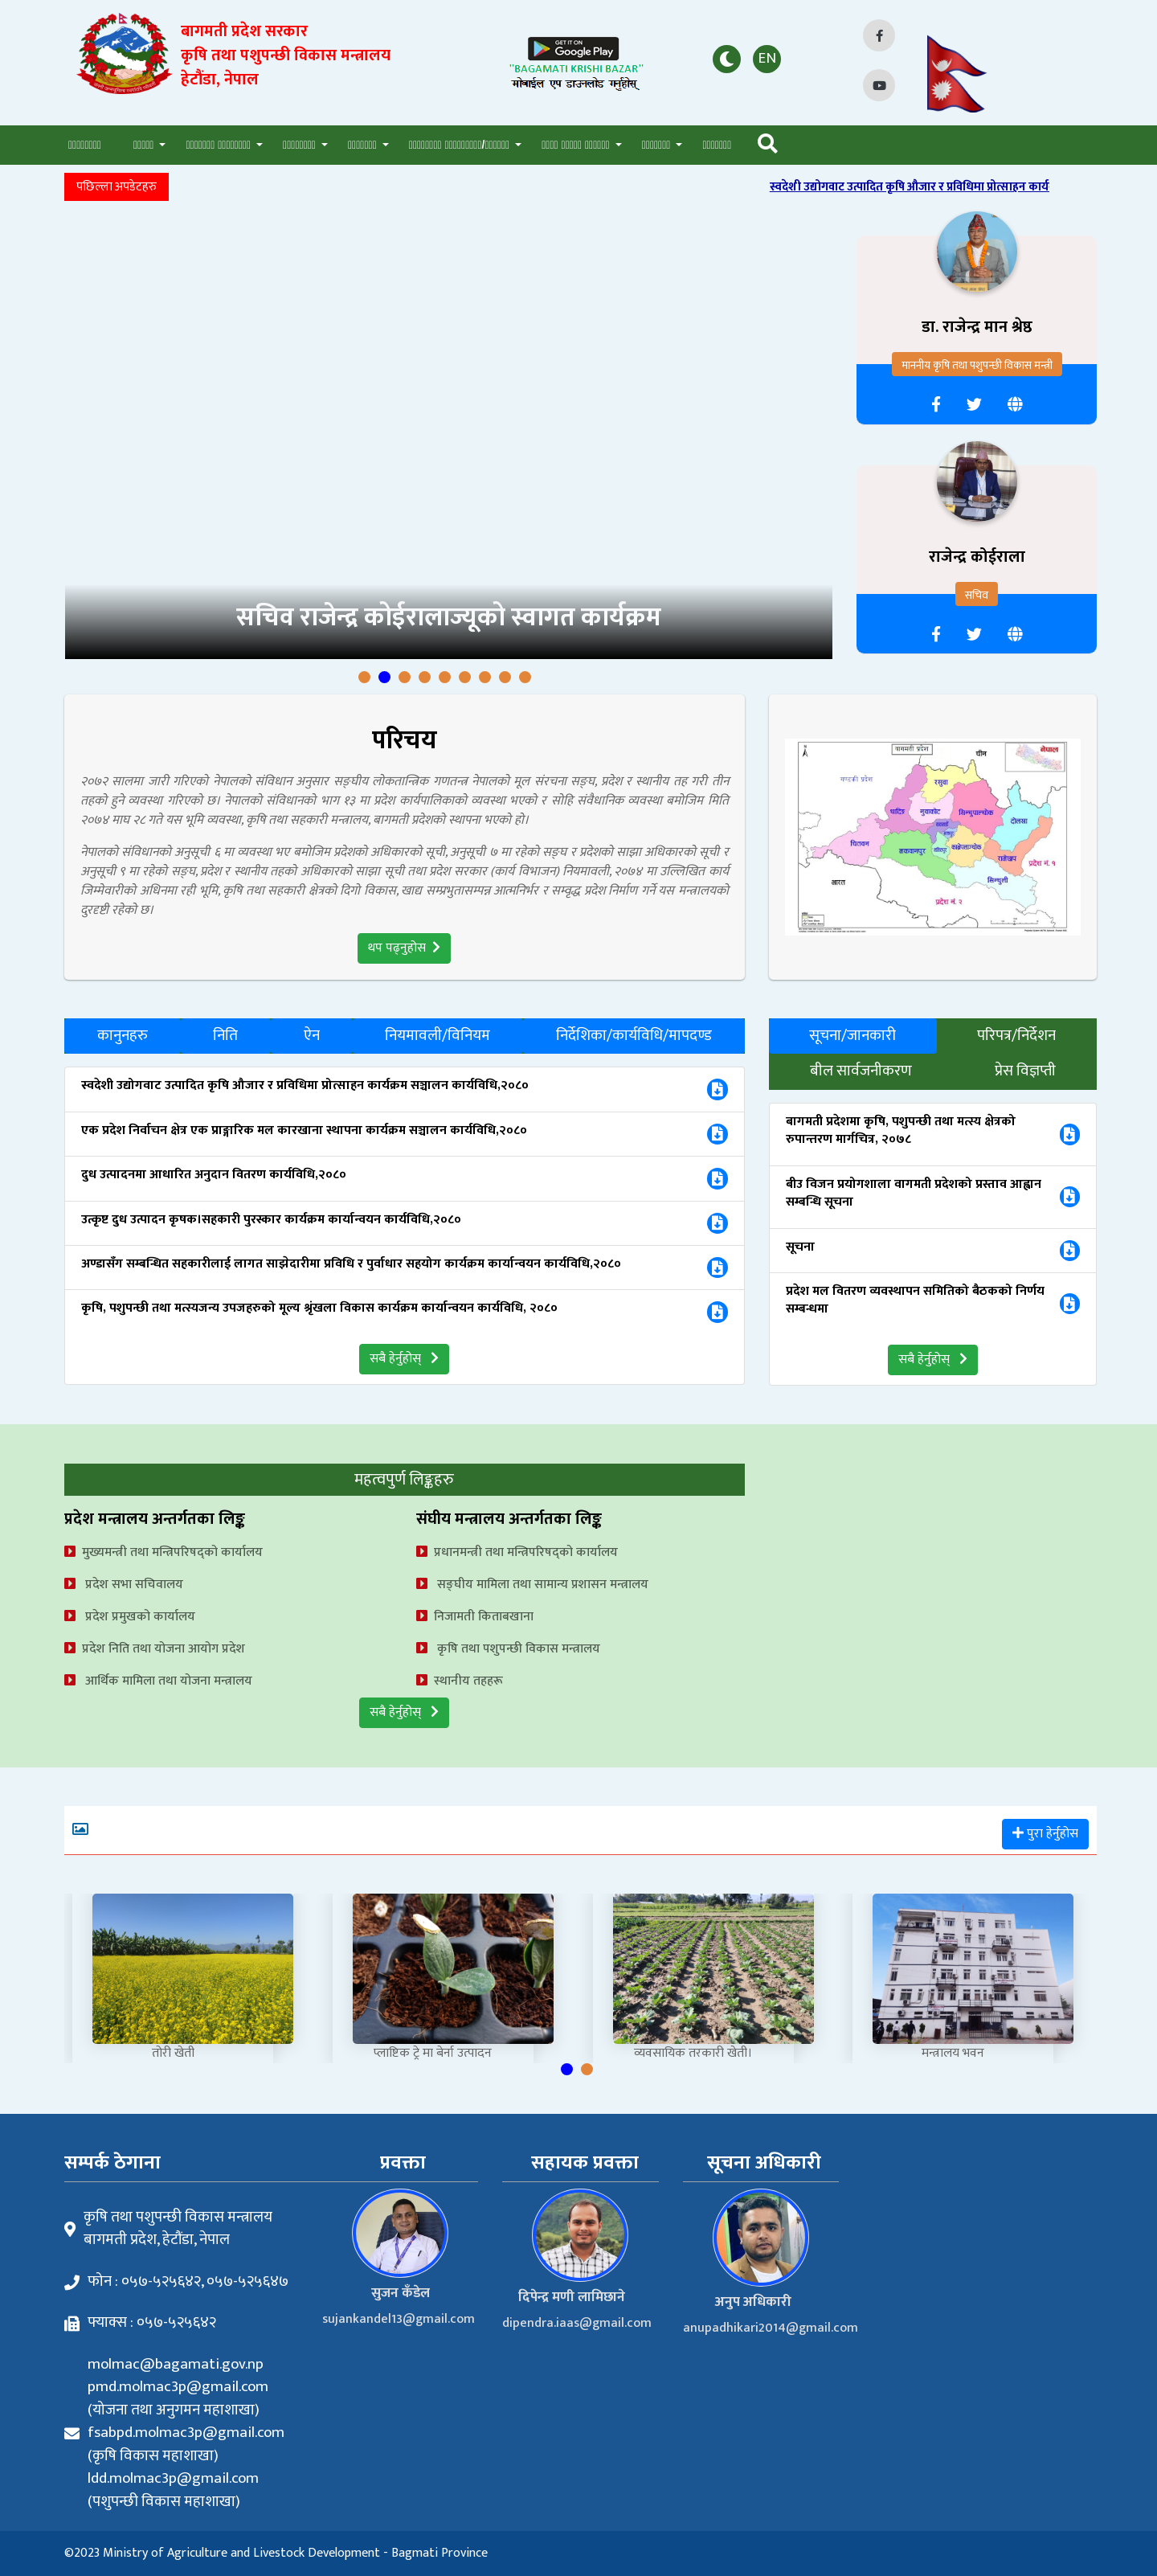 बागमती प्रदेश सरकार
कृषि तथा पशुपन्छी विकास मन्त्रालय
हेटौंडा, नेपाल
GET IT ON
Google Play
"BAGAMATI KRISHI BAZAR"
मोबाईल एप डाउनलोड गर्नुहोस्
EN
पछिल्ला अपडेटहरु
स्वदेशी उद्योगवाट उत्पादित कृषि औजार र प्रविधिमा प्रोत्साहन कार्य
डा. राजेन्द्र मान श्रेष्ठ
माननीय कृषि तथा पशुपन्छी विकास मन्त्री
राजेन्द्र कोईराला
सचिव
सचिव राजेन्द्र कोईरालाज्यूको स्वागत कार्यक्रम
परिचय
२०७२ सालमा जारी गरिएको नेपालको संविधान अनुसार सङ्घीय लोकतान्त्रिक गणतन्त्र नेपालको मूल संरचना सङ्घ, प्रदेश र स्थानीय तह गरी तीन
तहको हुने व्यवस्था गरिएको छ। नेपालको संविधानको भाग १३ मा प्रदेश कार्यपालिकाको व्यवस्था भएको र सोहि संवैधानिक व्यवस्था बमोजिम मिति
२०७४ माघ २८ गते यस भूमि व्यवस्था, कृषि तथा सहकारी मन्त्रालय, बागमती प्रदेशको स्थापना भएको हो।
नेपालको संविधानको अनुसूची ६ मा व्यवस्था भए बमोजिम प्रदेशको अधिकारको सूची, अनुसूची ७ मा रहेको सङ्घ र प्रदेशको साझा अधिकारको सूची र
अनुसूची ९ मा रहेको सङ्घ, प्रदेश र स्थानीय तहको अधिकारको साझा सूची तथा प्रदेश सरकार (कार्य विभाजन) नियमावली, २०७४ मा उल्लिखित कार्य
जिम्मेवारीको अधिनमा रही भूमि, कृषि तथा सहकारी क्षेत्रको दिगो विकास, खाद्य सम्प्रभुतासम्पन्न आत्मनिर्भर र समृद्ध प्रदेश निर्माण गर्ने यस मन्त्रालयको
दुरदृष्टी रहेको छ।
थप पढ्नुहोस
वागमती प्रदेश
चीन
नेपाल
गण्डकी प्रदेश
रसुवा
धादिङ
नुवाकोट
सिन्धुपाल्चोक
दोलखा
चितवन
मकवानपुर
काभ्रेपलाञ्चोक
रामेछाप
प्रदेश नं. १
भारत
सिन्धुली
प्रदेश नं. २
कानुनहरु
निति
ऐन
नियमावली/विनियम
निर्देशिका/कार्यविधि/मापदण्ड
स्वदेशी उद्योगवाट उत्पादित कृषि औजार र प्रविधिमा प्रोत्साहन कार्यक्रम सञ्चालन कार्यविधि,२०८०
एक प्रदेश निर्वाचन क्षेत्र एक प्राङ्गारिक मल कारखाना स्थापना कार्यक्रम सञ्चालन कार्यविधि,२०८०
दुध उत्पादनमा आधारित अनुदान वितरण कार्यविधि,२०८०
उत्कृष्ट दुध उत्पादन कृषक।सहकारी पुरस्कार कार्यक्रम कार्यान्वयन कार्यविधि,२०८०
अण्डासँग सम्बन्धित सहकारीलाई लागत साझेदारीमा प्रविधि र पुर्वाधार सहयोग कार्यक्रम कार्यान्वयन कार्यविधि,२०८०
कृषि, पशुपन्छी तथा मत्स्यजन्य उपजहरुको मूल्य श्रृंखला विकास कार्यक्रम कार्यान्वयन कार्यविधि, २०८०
सबै हेर्नुहोस्
सूचना/जानकारी
परिपत्र/निर्देशन
बील सार्वजनीकरण
प्रेस विज्ञप्ती
बागमती प्रदेशमा कृषि, पशुपन्छी तथा मत्स्य क्षेत्रको
रुपान्तरण मार्गचित्र, २०७८
बीउ विजन प्रयोगशाला वागमती प्रदेशको प्रस्ताव आह्वान
सम्बन्धि सूचना
सूचना
प्रदेश मल वितरण व्यवस्थापन समितिको बैठकको निर्णय
सम्बन्धमा
सबै हेर्नुहोस्
महत्वपुर्ण लिङ्कहरु
प्रदेश मन्त्रालय अन्तर्गतका लिङ्क
मुख्यमन्त्री तथा मन्त्रिपरिषद्को कार्यालय
प्रदेश सभा सचिवालय
प्रदेश प्रमुखको कार्यालय
प्रदेश निति तथा योजना आयोग प्रदेश
आर्थिक मामिला तथा योजना मन्त्रालय
संघीय मन्त्रालय अन्तर्गतका लिङ्क
प्रधानमन्त्री तथा मन्त्रिपरिषद्को कार्यालय
सङ्घीय मामिला तथा सामान्य प्रशासन मन्त्रालय
निजामती किताबखाना
कृषि तथा पशुपन्छी विकास मन्त्रालय
स्थानीय तहहरू
सबै हेर्नुहोस्
पुरा हेर्नुहोस
तोरी खेती
प्लाष्टिक ट्रे मा बेर्ना उत्पादन
व्यवसायिक तरकारी खेती।
मन्त्रालय भवन
सम्पर्क ठेगाना
कृषि तथा पशुपन्छी विकास मन्त्रालय
बागमती प्रदेश, हेटौंडा, नेपाल
फोन : ०५७-५२५६४२, ०५७-५२५६४७
फ्याक्स : ०५७-५२५६४२
molmac@bagamati.gov.np
pmd.molmac3p@gmail.com
(योजना तथा अनुगमन महाशाखा)
fsabpd.molmac3p@gmail.com
(कृषि विकास महाशाखा)
ldd.molmac3p@gmail.com
(पशुपन्छी विकास महाशाखा)
प्रवक्ता
सुजन कँडेल
sujankandel13@gmail.com
सहायक प्रवक्ता
दिपेन्द्र मणी लामिछाने
dipendra.iaas@gmail.com
सूचना अधिकारी
अनुप अधिकारी
anupadhikari2014@gmail.com
©2023 Ministry of Agriculture and Livestock Development - Bagmati Province